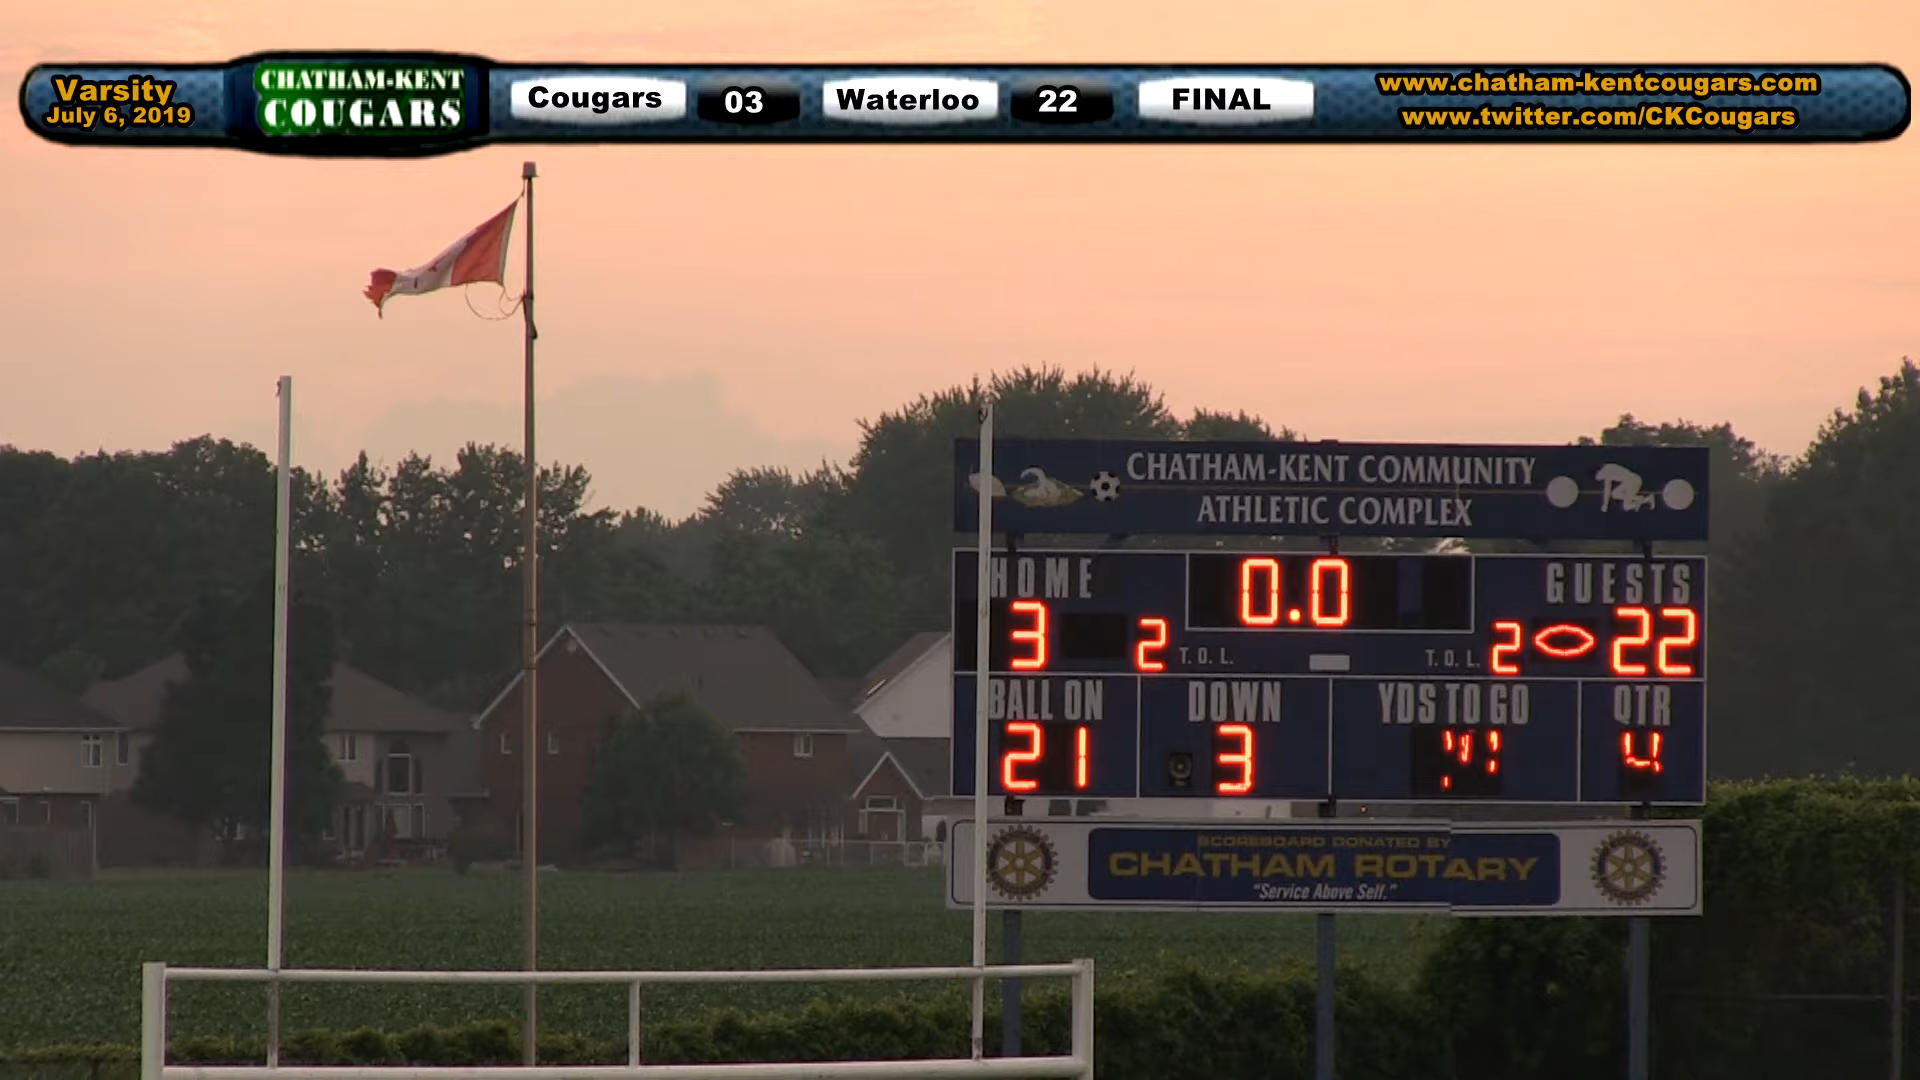 Varsity
July 6, 2019
CHATHAM-KENT
COUGARS
Cougars
03
Waterloo
22
FINAL
www.chatham-kentcougars.com
www.twitter.com/CKCougars
CHATHAM-KENT COMMUNITY
ATHLETIC COMPLEX
HOME
0.0
GUESTS
3
2
T.O.L.
T.O.L.
2
22
BALL ON
DOWN
YDS TO GO
QTR
21
3
4
SCOREBOARD DONATED BY
CHATHAM ROTARY
"Service Above Self."